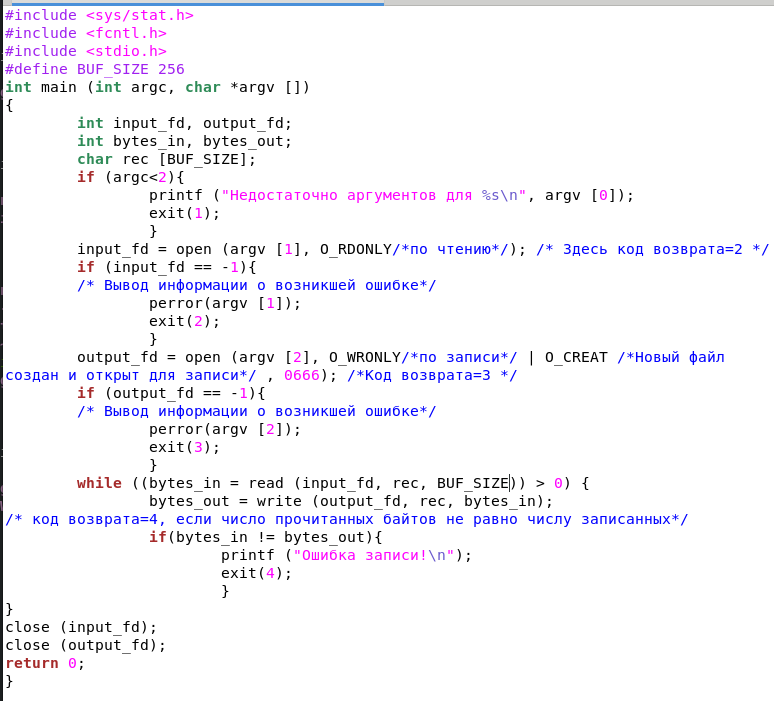 #include <sys/stat.h>
#include <fcntl.h>
#include <stdio.h>
#define BUF_SIZE 256
int main (int argc, char *argv [])
{
        int input_fd, output_fd;
        int bytes_in, bytes_out;
        char rec [BUF_SIZE];
        if (argc<2){
                printf ("Недостаточно аргументов для %s\n", argv [0]);
                exit(1);
                }
        input_fd = open (argv [1], O_RDONLY/*по чтению*/); /* Здесь код возврата=2 */
        if (input_fd == -1){
        /* Вывод информации о возникшей ошибке*/
                perror(argv [1]);
                exit(2);
                }
        output_fd = open (argv [2], O_WRONLY/*по записи*/ | O_CREAT /*Новый файл
создан и открыт для записи*/ , 0666); /*Код возврата=3 */
        if (output_fd == -1){
        /* Вывод информации о возникшей ошибке*/
                perror(argv [2]);
                exit(3);
                }
        while ((bytes_in = read (input_fd, rec, BUF_SIZE)) > 0) {
                bytes_out = write (output_fd, rec, bytes_in);
/* код возврата=4, если число прочитанных байтов не равно числу записанных*/
                if(bytes_in != bytes_out){
                        printf ("Ошибка записи!\n");
                        exit(4);
                        }
}
close (input_fd);
close (output_fd);
return 0;
}